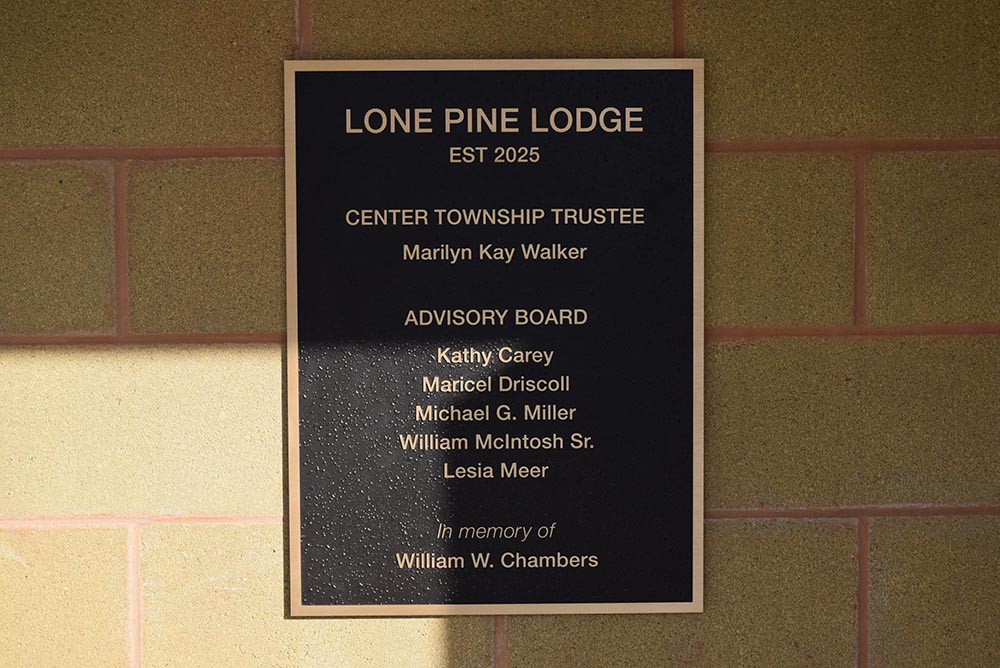 LONE PINE LODGE
EST 2025
CENTER TOWNSHIP TRUSTEE
Marilyn Kay Walker
ADVISORY BOARD
Kathy Carey
Maricel Driscoll
Michael G. Miller
William McIntosh Sr.
Lesia Meer
In memory of
William W. Chambers